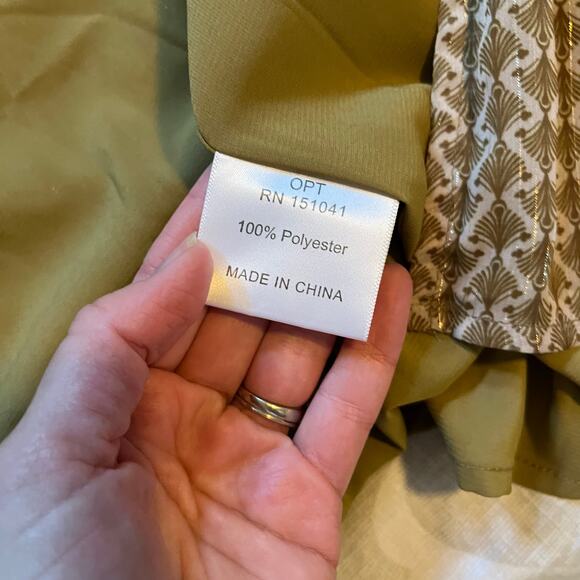 OPT
RN 151041
100% Polyester
MADE IN CHINA